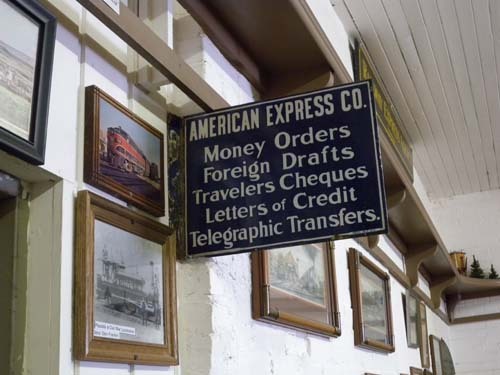 AMERICAN EXPRESS CO.
Money Orders
Foreign Drafts
Travelers Cheques
Letters of Credit
Telegraphic Transfers.